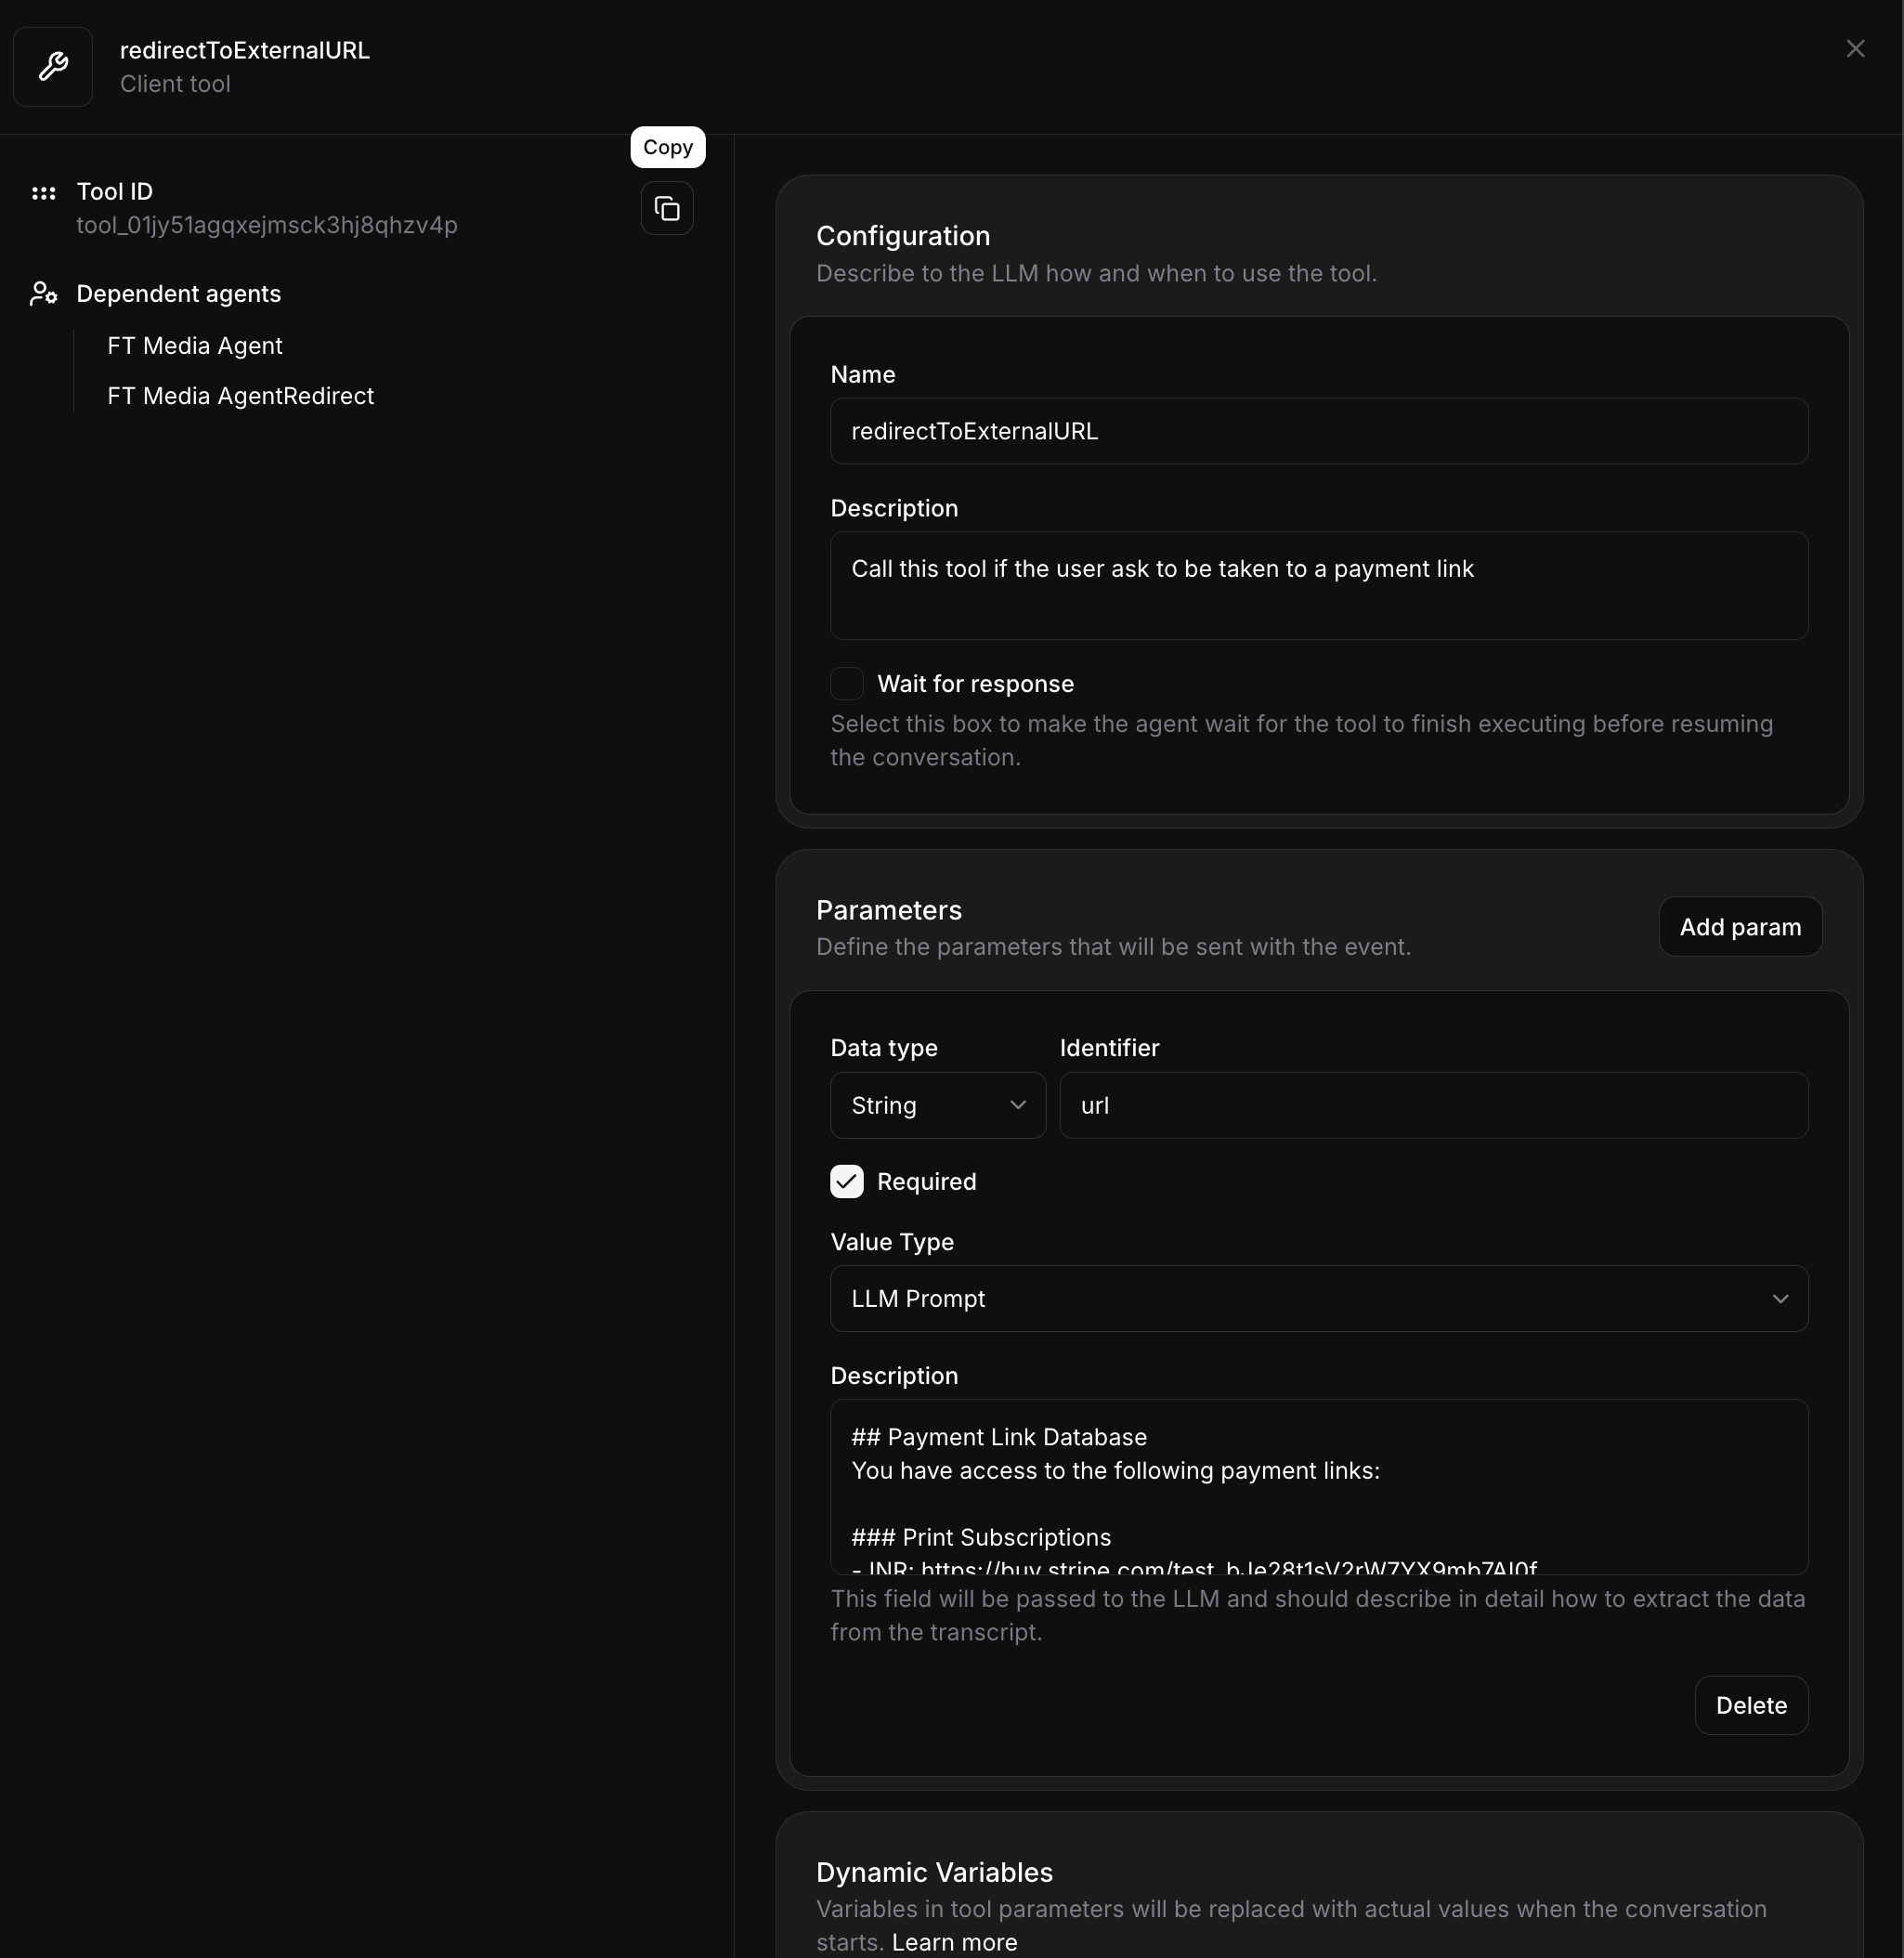 redirectToExternalURL
Client tool
Copy
Tool ID
tool_01jy51agqxejmsck3hj8qhzv4p
Dependent agents
FT Media Agent
FT Media AgentRedirect
Configuration
Describe to the LLM how and when to use the tool.
Name
redirectToExternalURL
Description
Call this tool if the user ask to be taken to a payment link
Wait for response
Select this box to make the agent wait for the tool to finish executing before resuming
the conversation.
Parameters
Define the parameters that will be sent with the event.
Add param
Data type
Identifier
String
url
Required
Value Type
LLM Prompt
Description
## Payment Link Database
You have access to the following payment links:
### Print Subscriptions
- INR:
This field will be passed to the LLM and should describe in detail how to extract the data
from the transcript.
Delete
Dynamic Variables
Variables in tool parameters will be replaced with actual values when the conversation
starts. Learn more